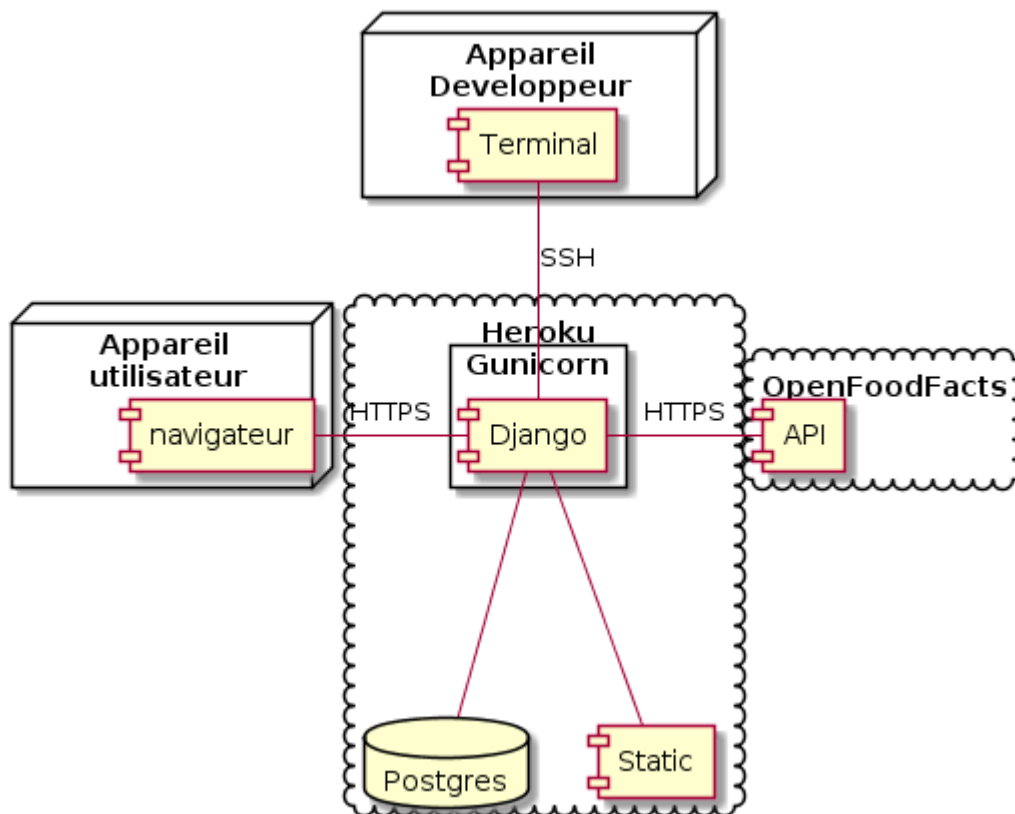 Appareil
Developpeur
Terminal
SSH
Appareil
utilisateur
navigateur
HTTPS
Heroku
Gunicorn
Django
HTTPS
OpenFoodFacts
API
Postgres
Static